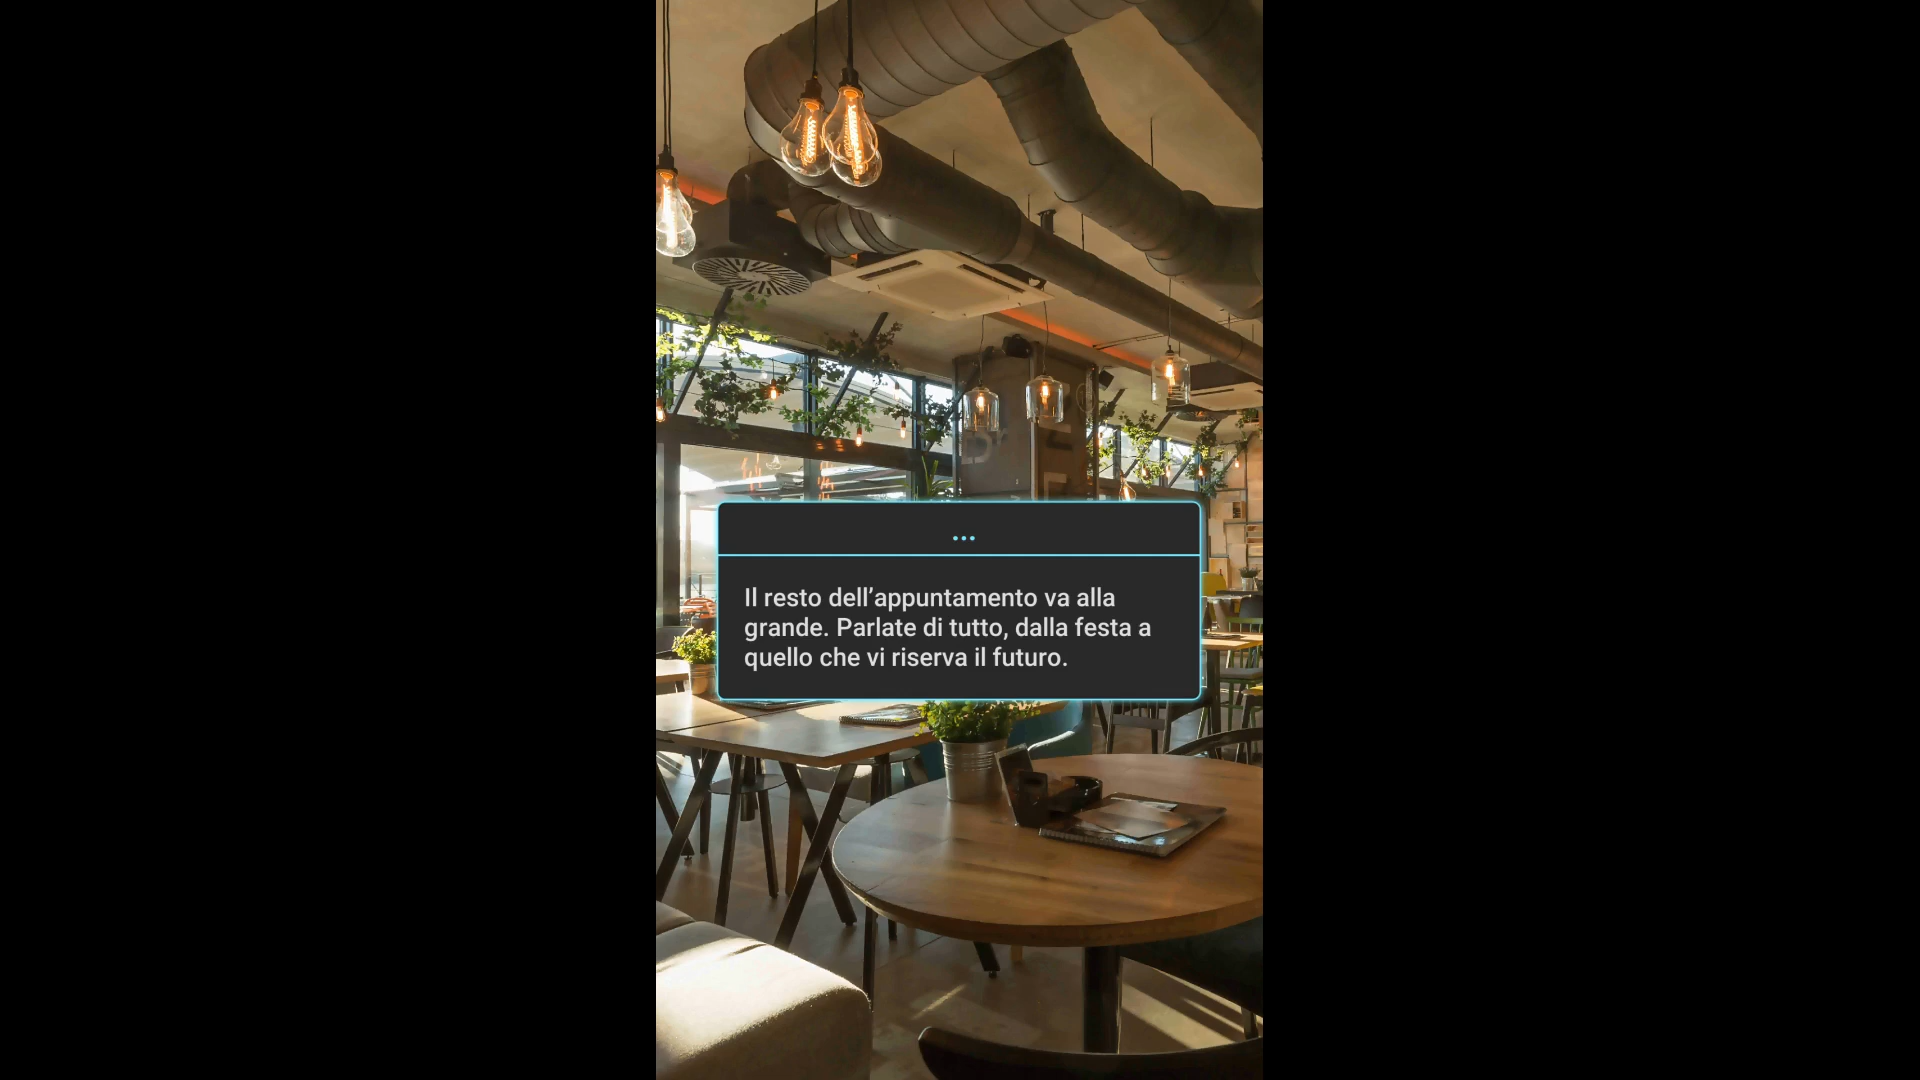 ...
Il resto dell’appuntamento va alla
grande. Parlate di tutto, dalla festa a
quello che vi riserva il futuro.